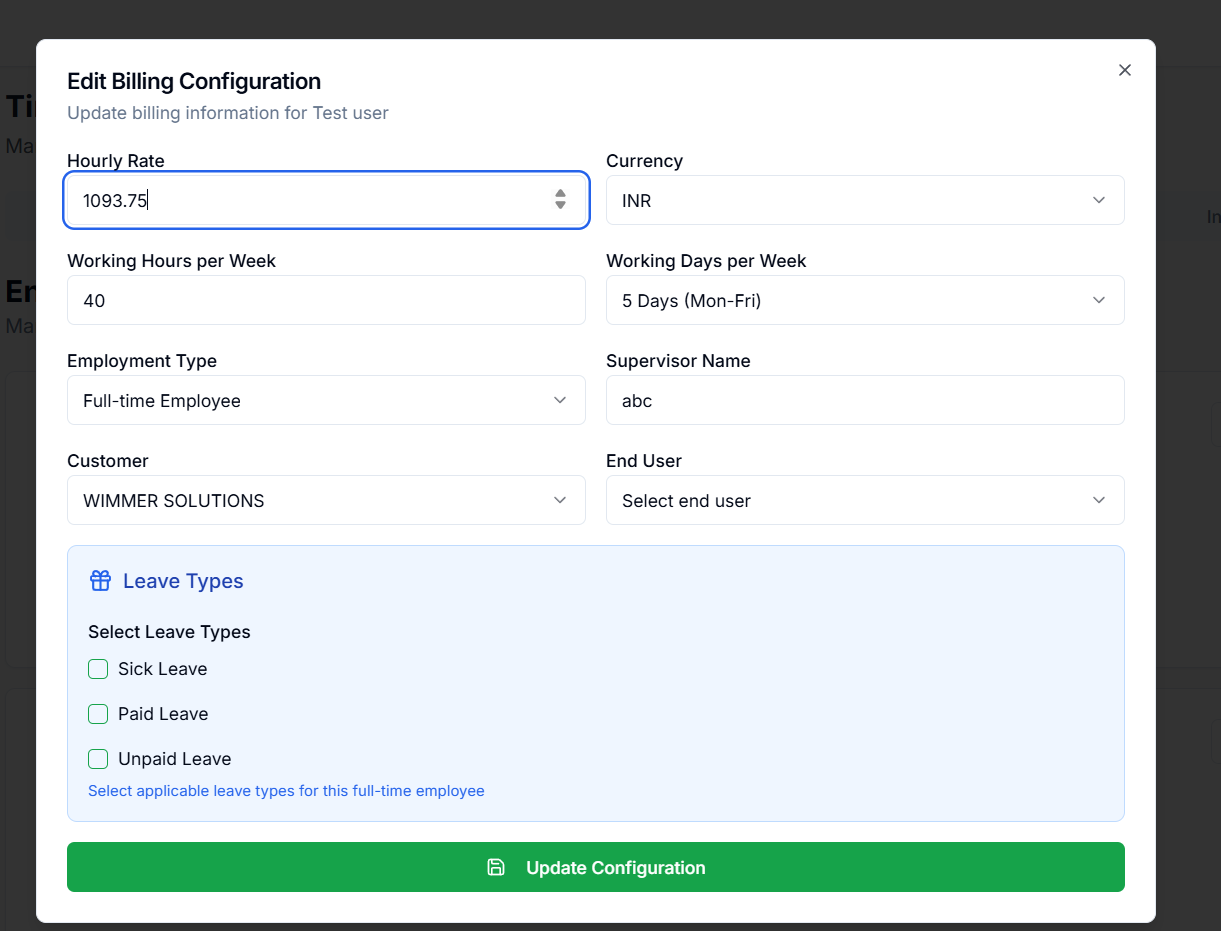 Edit Billing Configuration
Update billing information for Test user
Hourly Rate
1093.75
Currency
INR
Working Hours per Week
40
Working Days per Week
5 Days (Mon-Fri)
Employment Type
Full-time Employee
Supervisor Name
abc
Customer
WIMMER SOLUTIONS
End User
Select end user
Leave Types
Select Leave Types
Sick Leave
Paid Leave
Unpaid Leave
Select applicable leave types for this full-time employee
Update Configuration